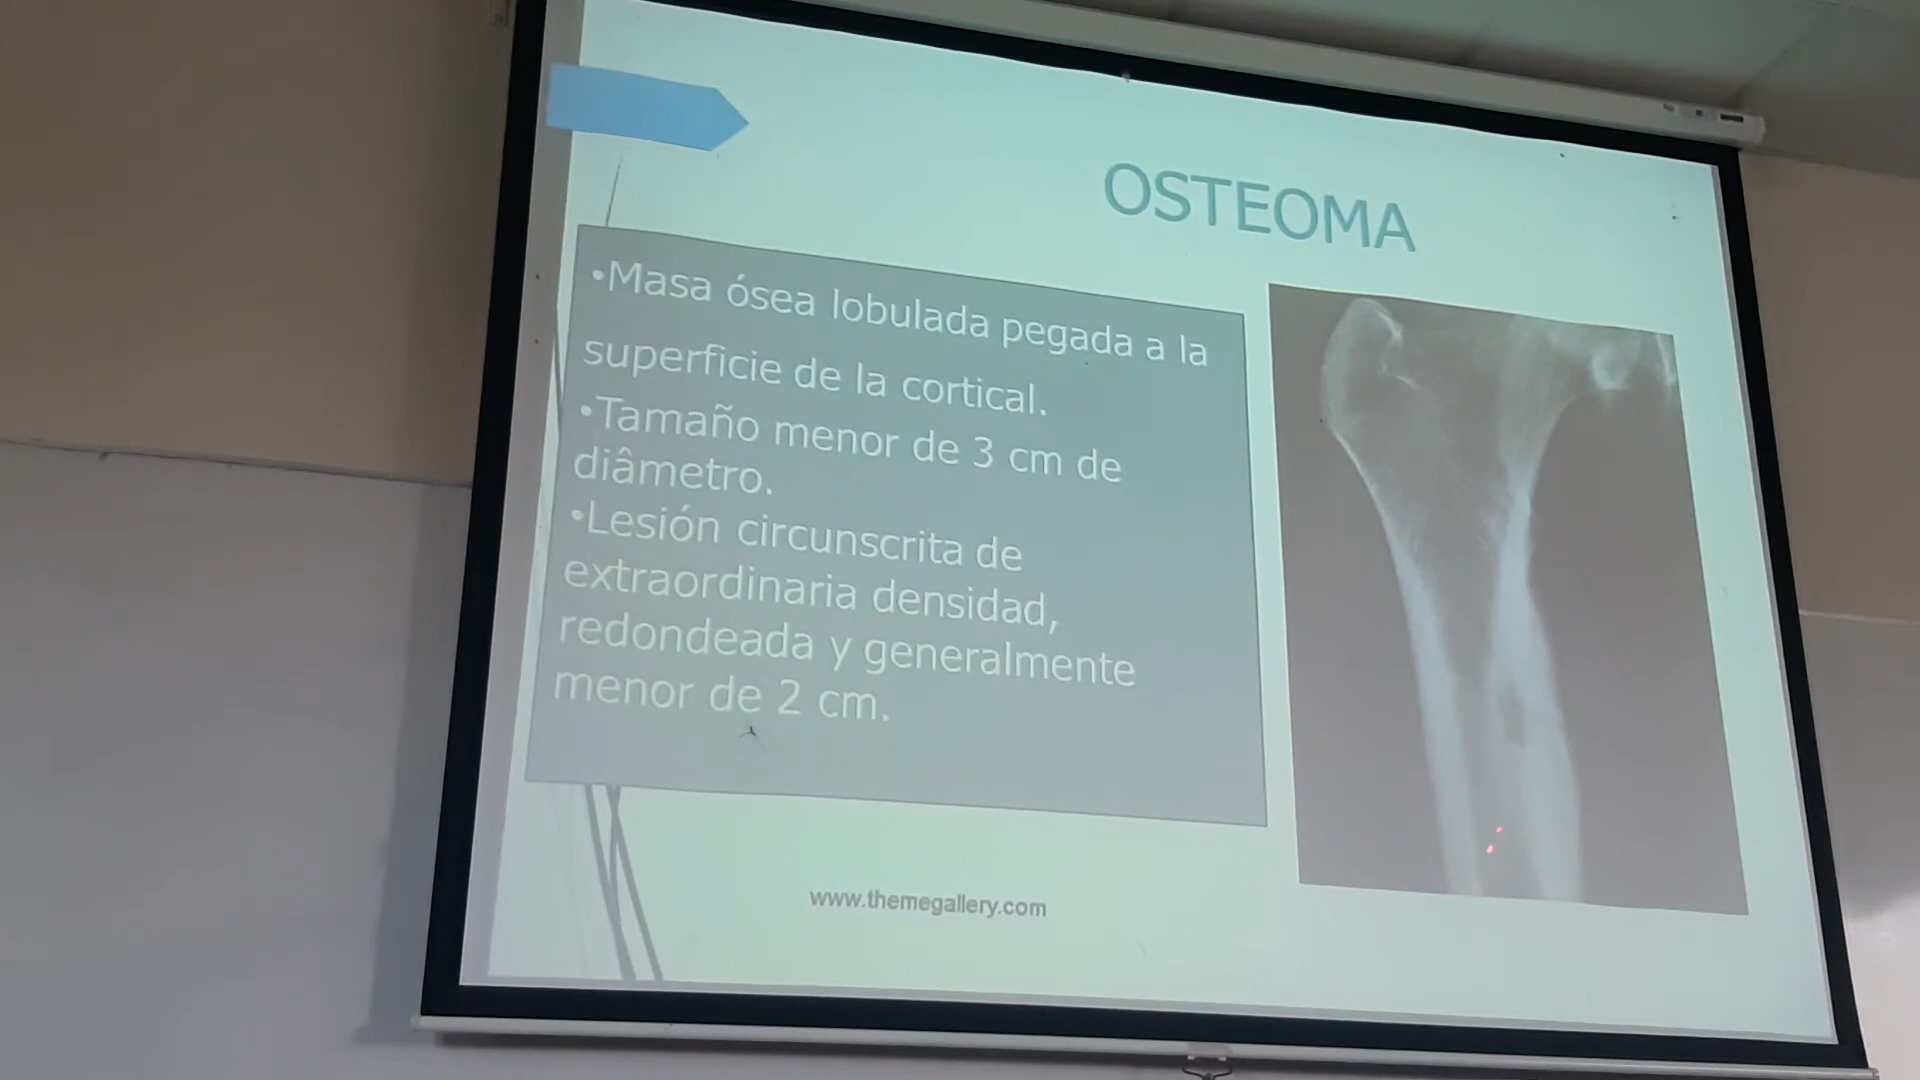 OSTEOMA
•Masa ósea lobulada pegada a la
superficie de la cortical.
•Tamaño menor de 3 cm de
diâmetro.
•Lesión circunscrita de
extraordinaria densidad,
redondeada y generalmente
menor de 2 cm.
www.themegallery.com